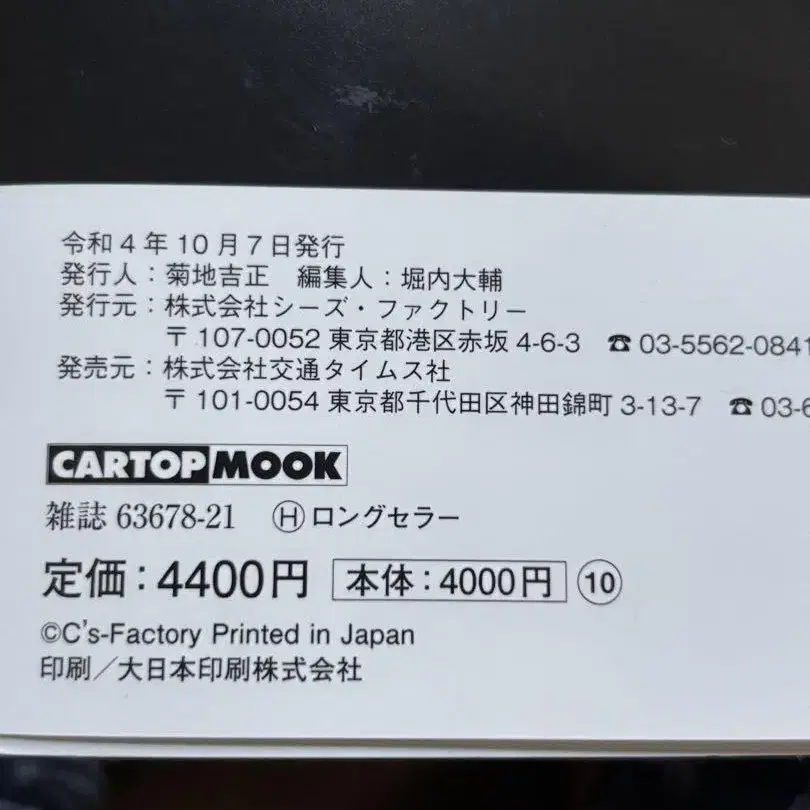 令和4年10月7日発行
発行人：菊地吉正　編集人：堀内大輔
発行元：株式会社シーズ・ファクトリー
〒107-0052 東京都港区赤坂 4-6-3　☎ 03-5562-0841
発売元：株式会社交通タイムス社
〒101-0054 東京都千代田区神田錦町 3-13-7　☎ 03-6
CARTOPMOOK
雑誌 63678-21　Ⓗロングセラー
定価：4400円　本体：4000円　⑩
©C's-Factory Printed in Japan
印刷／大日本印刷株式会社